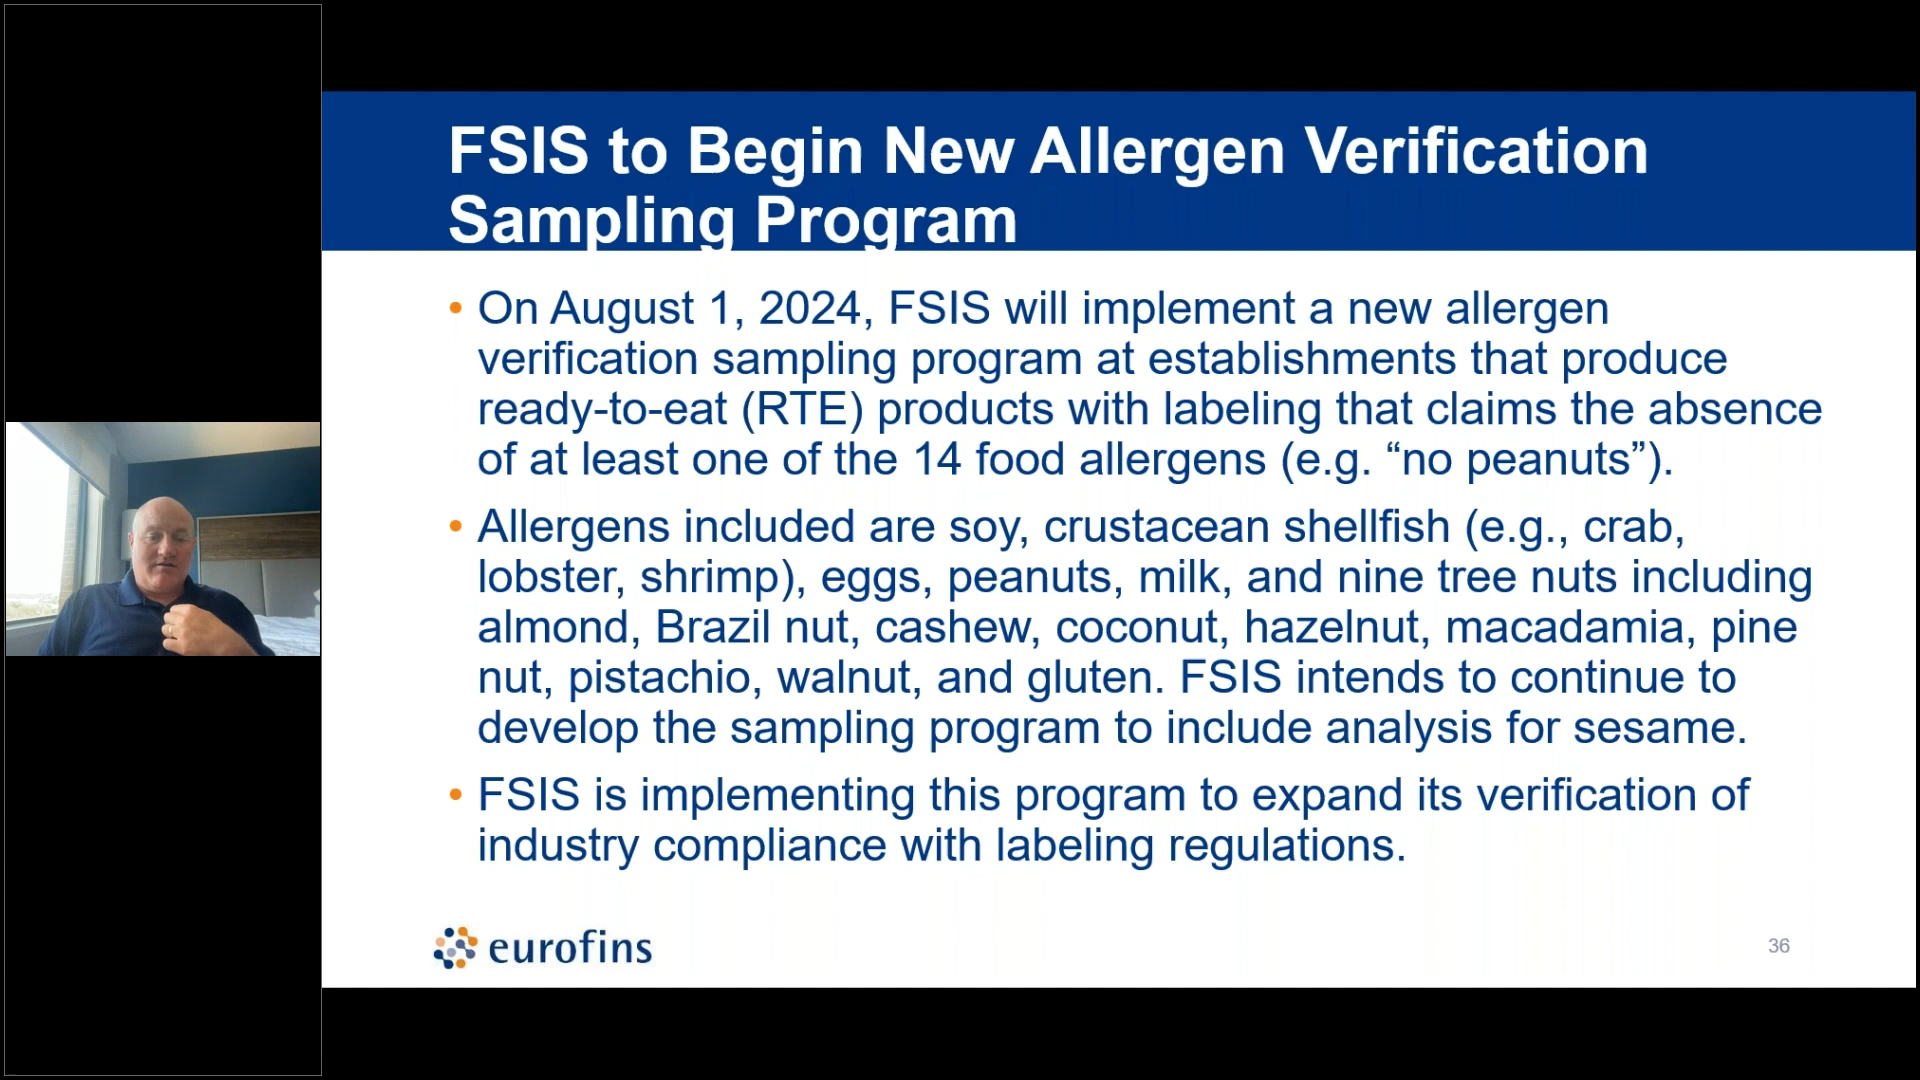 FSIS to Begin New Allergen Verification
Sampling Program
• On August 1, 2024, FSIS will implement a new allergen
verification sampling program at establishments that produce
ready-to-eat (RTE) products with labeling that claims the absence
of at least one of the 14 food allergens (e.g. “no peanuts”).
• Allergens included are soy, crustacean shellfish (e.g., crab,
lobster, shrimp), eggs, peanuts, milk, and nine tree nuts including
almond, Brazil nut, cashew, coconut, hazelnut, macadamia, pine
nut, pistachio, walnut, and gluten. FSIS intends to continue to
develop the sampling program to include analysis for sesame.
• FSIS is implementing this program to expand its verification of
industry compliance with labeling regulations.
eurofins
36